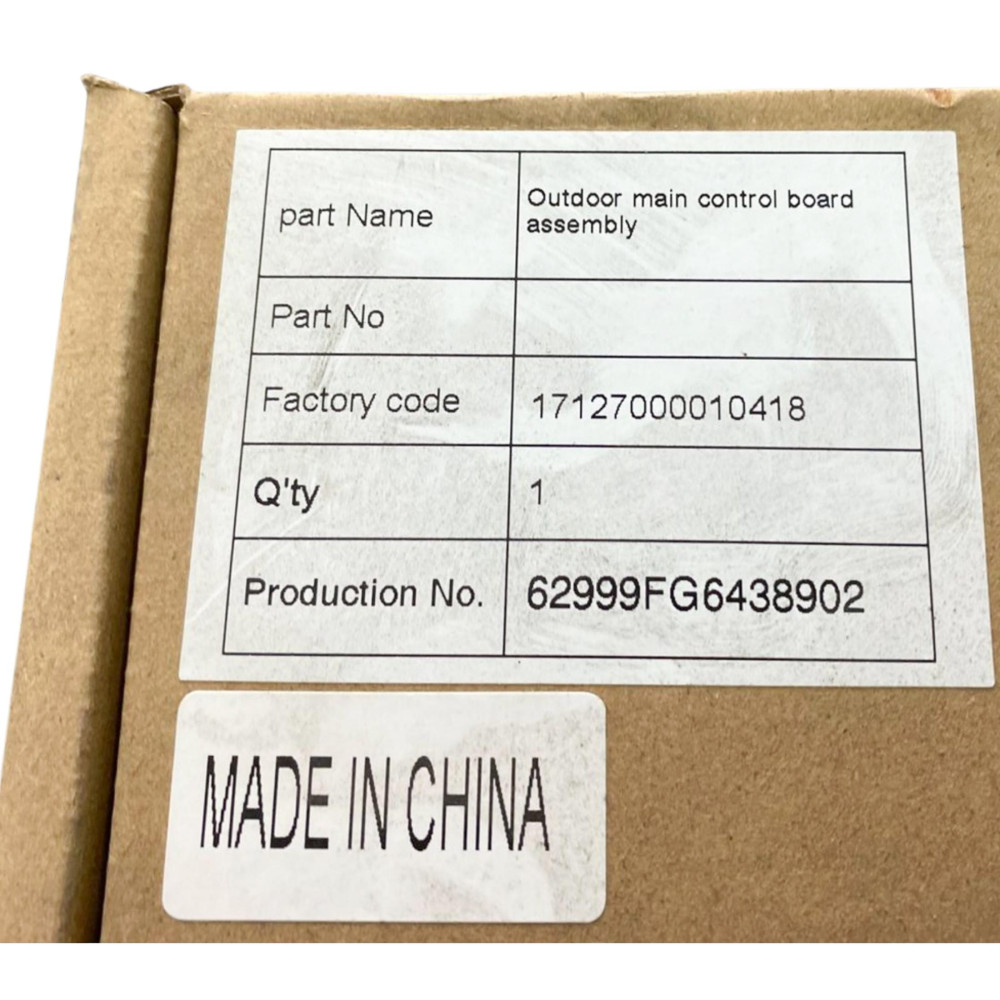 part Name
Outdoor main control board
assembly
Part No
Factory code
17127000010418
Q'ty
1
Production No.
62999FG6438902
MADE IN CHINA